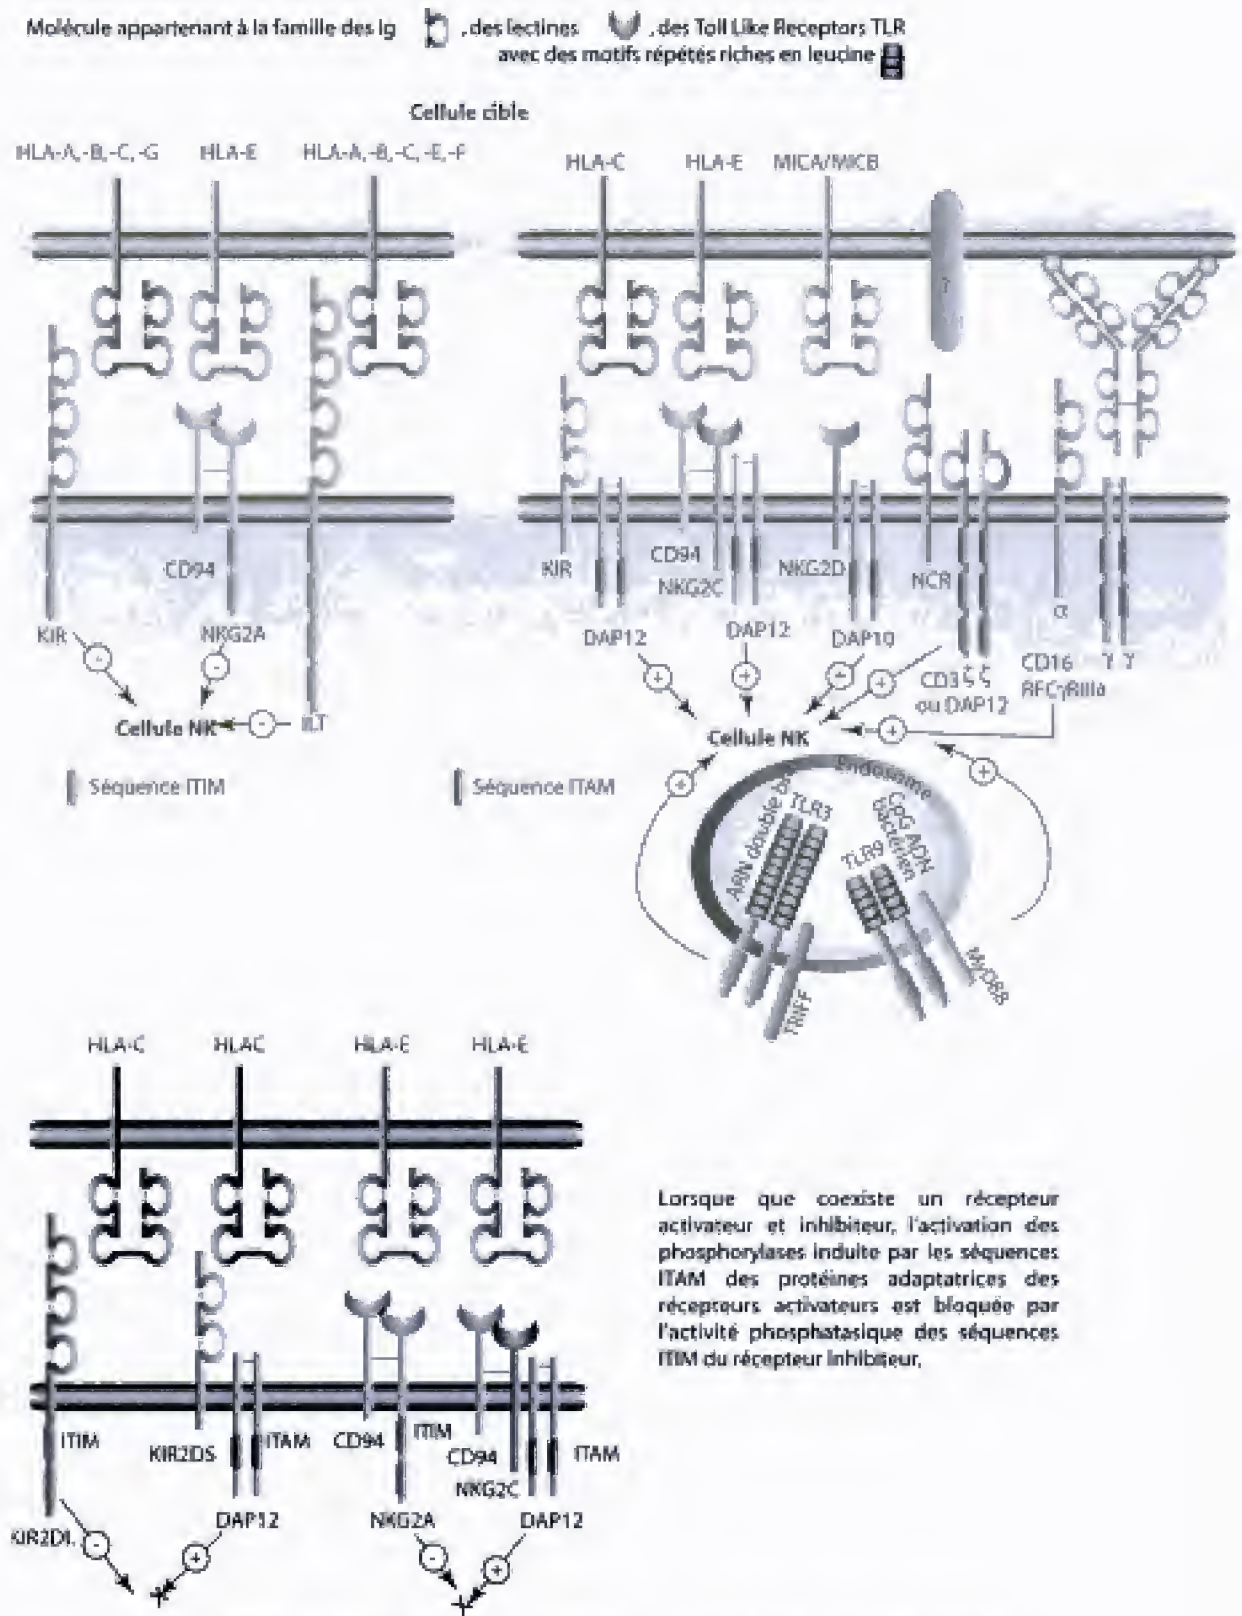 Molécule appartenant à la famille des Ig , des lectines , des Toll Like Receptors TLR
avec des motifs répétés riches en leucine
Cellule cible
HLA-A,-B,-C,-G HLA-E HLA-A,-B,-C,-E,-F
HLA-C HLA-E MICA/MICB
?
CD94
KIR
NKG2A
ILT
- - -
Cellule NK
KIR
CD94
NKG2C
NKG2D
NCR
α
DAP12
DAP12
DAP10
CD3 ζ ζ
ou DAP12
CD16
RFCγRIIIa
γ γ
+ + + + +
Cellule NK
Séquence ITIM
Séquence ITAM
+ +
Endosome
ARN double
TLR3
CpG ADN
bactérien
TLR9
TRIFF
MyD88
HLA-C HLAC HLA-E HLA-E
ITIM
KIR2DS
ITAM
CD94
ITIM
CD94
NKG2C
ITAM
KIR2DL
DAP12
NKG2A
DAP12
- + - +
Lorsque que coexiste un récepteur
activateur et inhibiteur, l'activation des
phosphorylases induite par les séquences
ITAM des protéines adaptatrices des
récepteurs activateurs est bloquée par
l'activité phosphatasique des séquences
ITIM du récepteur inhibiteur.